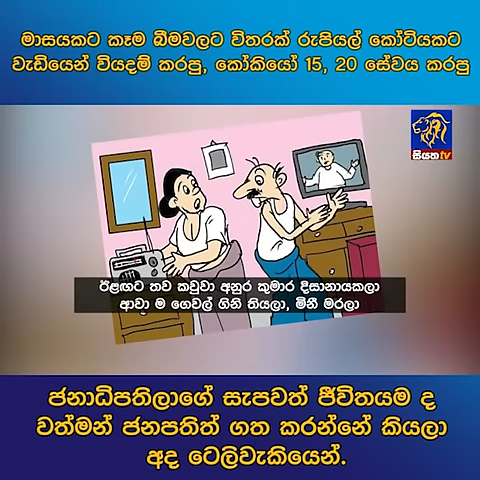 මාසයකට කෑම බීමවලට විතරක් රුපියල් කෝටියකට
වැඩියෙන් වියදම් කරපු, කෝකියෝ 15, 20 සේවය කරපු
සියත tv
ඊළඟට තව කවුවා අනුර කුමාර දිසානායකලා
ආවා ම ගෙවල් ගිනි තියලා, මිනී මරලා
ජනාධිපතිලාගේ සැපවත් ජීවිතයම ද
වත්මන් ජනපතිත් ගත කරන්නේ කියලා
අද ටෙලිවැකියෙන්.